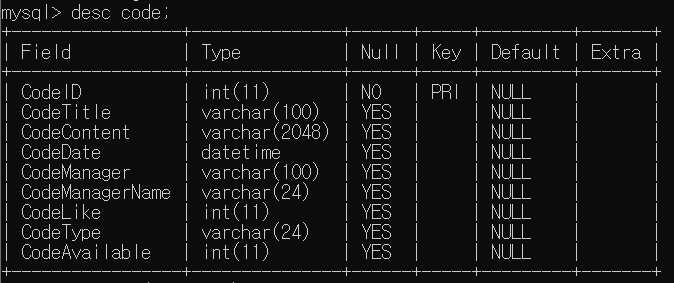 mysql> desc code;
+-----------------+---------------+------+-----+---------+-------+
| Field           | Type          | Null | Key | Default | Extra |
+-----------------+---------------+------+-----+---------+-------+
| CodeID          | int(11)       | NO   | PRI | NULL    |       |
| CodeTitle       | varchar(100)  | YES  |     | NULL    |       |
| CodeContent     | varchar(2048) | YES  |     | NULL    |       |
| CodeDate        | datetime      | YES  |     | NULL    |       |
| CodeManager     | varchar(100)  | YES  |     | NULL    |       |
| CodeManagerName | varchar(24)   | YES  |     | NULL    |       |
| CodeLike        | int(11)       | YES  |     | NULL    |       |
| CodeType        | varchar(24)   | YES  |     | NULL    |       |
| CodeAvailable   | int(11)       | YES  |     | NULL    |       |
+-----------------+---------------+------+-----+---------+-------+